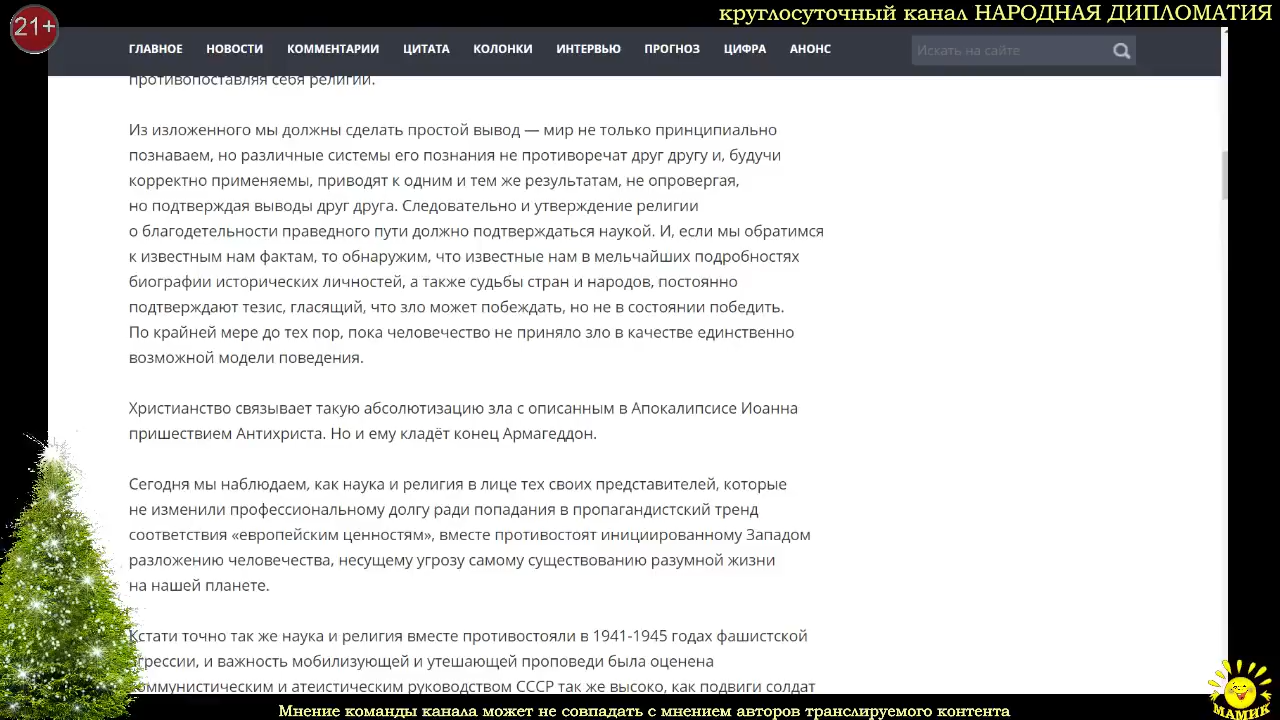 21+
круглосуточный канал НАРОДНАЯ ДИПЛОМАТИЯ
ГЛАВНОЕ НОВОСТИ КОММЕНТАРИИ ЦИТАТА КОЛОНКИ ИНТЕРВЬЮ ПРОГНОЗ ЦИФРА АНОНС Искать на сайте
противопоставляя себя религии.
Из изложенного мы должны сделать простой вывод — мир не только принципиально
познаваем, но различные системы его познания не противоречат друг другу и, будучи
корректно применяемы, приводят к одним и тем же результатам, не опровергая,
но подтверждая выводы друг друга. Следовательно и утверждение религии
о благодетельности праведного пути должно подтверждаться наукой. И, если мы обратимся
к известным нам фактам, то обнаружим, что известные нам в мельчайших подробностях
биографии исторических личностей, а также судьбы стран и народов, постоянно
подтверждают тезис, гласящий, что зло может побеждать, но не в состоянии победить.
По крайней мере до тех пор, пока человечество не приняло зло в качестве единственно
возможной модели поведения.
Христианство связывает такую абсолютизацию зла с описанным в Апокалипсисе Иоанна
пришествием Антихриста. Но и ему кладёт конец Армагеддон.
Сегодня мы наблюдаем, как наука и религия в лице тех своих представителей, которые
не изменили профессиональному долгу ради попадания в пропагандистский тренд
соответствия «европейским ценностям», вместе противостоят инициированному Западом
разложению человечества, несущему угрозу самому существованию разумной жизни
на нашей планете.
Кстати точно так же наука и религия вместе противостояли в 1941-1945 годах фашистской
агрессии, и важность мобилизующей и утешающей проповеди была оценена
коммунистическим и атеистическим руководством СССР так же высоко, как подвиги солдат
МАМИК
Мнение команды канала может не совпадать с мнением авторов транслируемого контента